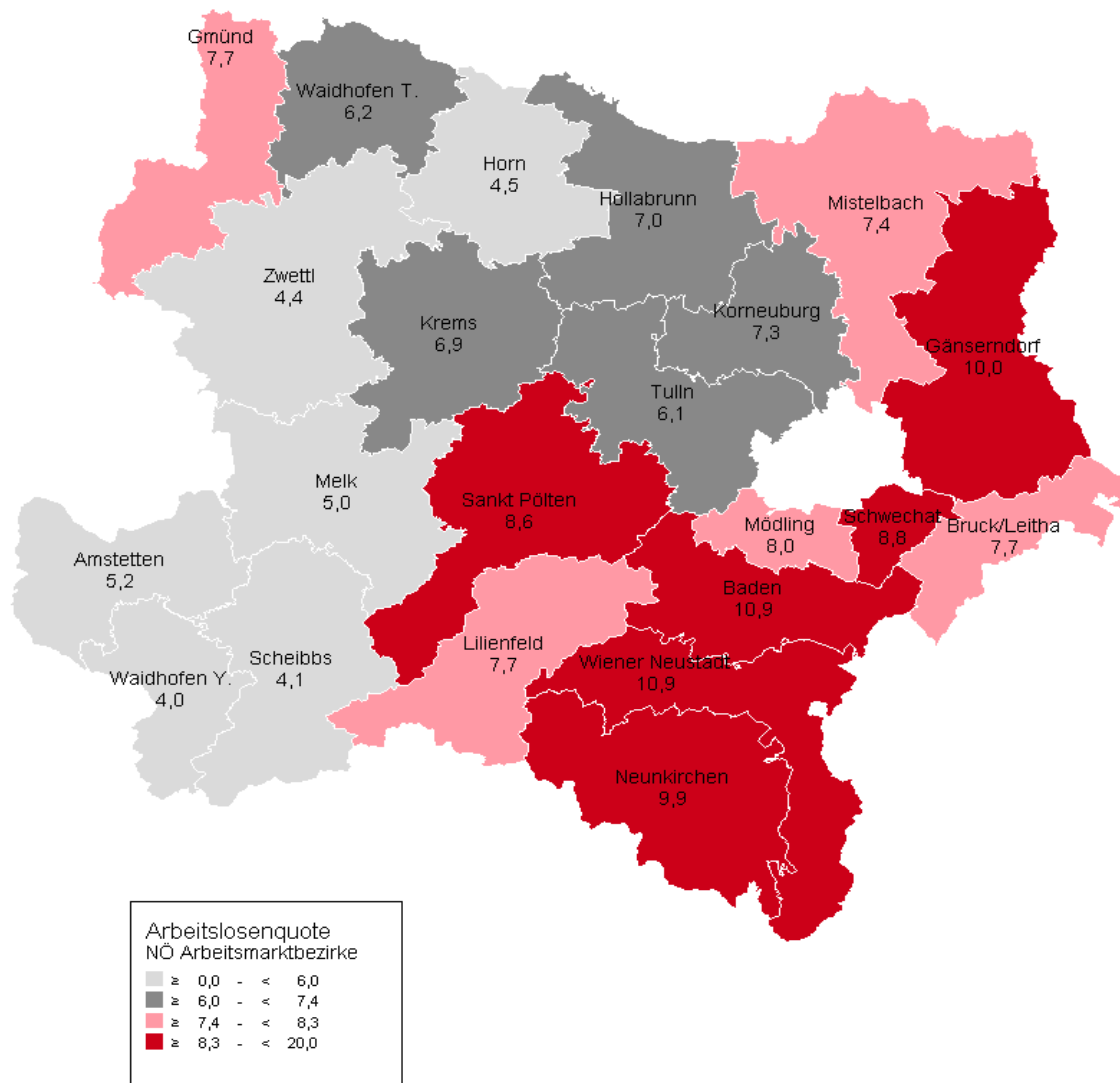 Gmünd
7,7
Waidhofen T.
6,2
Horn
4,5
Hollabrunn
7,0
Mistelbach
7,4
Zwettl
4,4
Krems
6,9
Korneuburg
7,3
Gänserndorf
10,0
Tulln
6,1
Melk
5,0
Sankt Pölten
8,6
Mödling
8,0
Schwechat
8,8
Bruck/Leitha
7,7
Amstetten
5,2
Baden
10,9
Lilienfeld
7,7
Scheibbs
4,1
Waidhofen Y.
4,0
Wiener Neustadt
10,9
Neunkirchen
9,9
Arbeitslosenquote
NÖ Arbeitsmarktbezirke
≥ 0,0 - < 6,0
≥ 6,0 - < 7,4
≥ 7,4 - < 8,3
≥ 8,3 - < 20,0